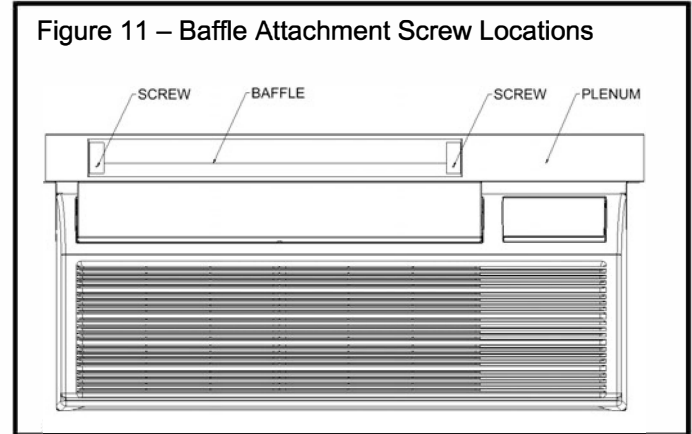 Figure 11 – Baffle Attachment Screw Locations
SCREW BAFFLE SCREW PLENUM